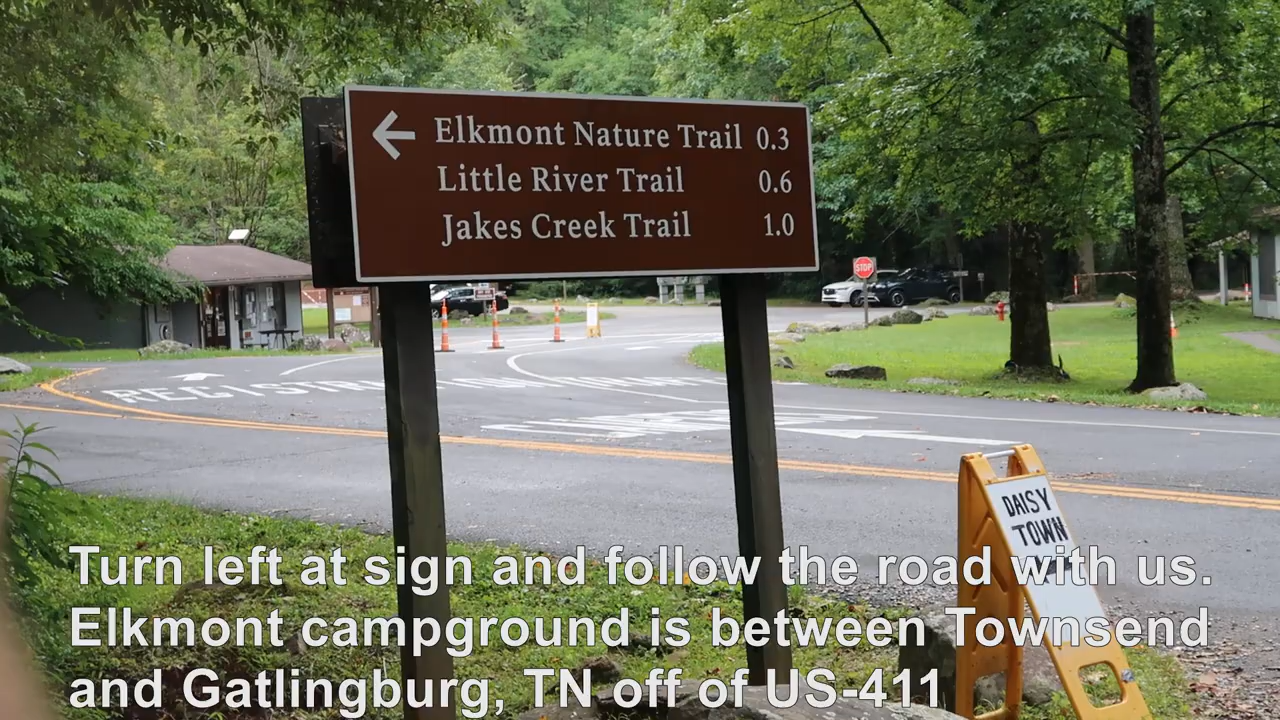 Elkmont Nature Trail 0.3
Little River Trail 0.6
Jakes Creek Trail 1.0
STOP
DAISY
TOWN
Turn left at sign and follow the road with us.
Elkmont campground is between Townsend
and Gatlingburg, TN off of US-411